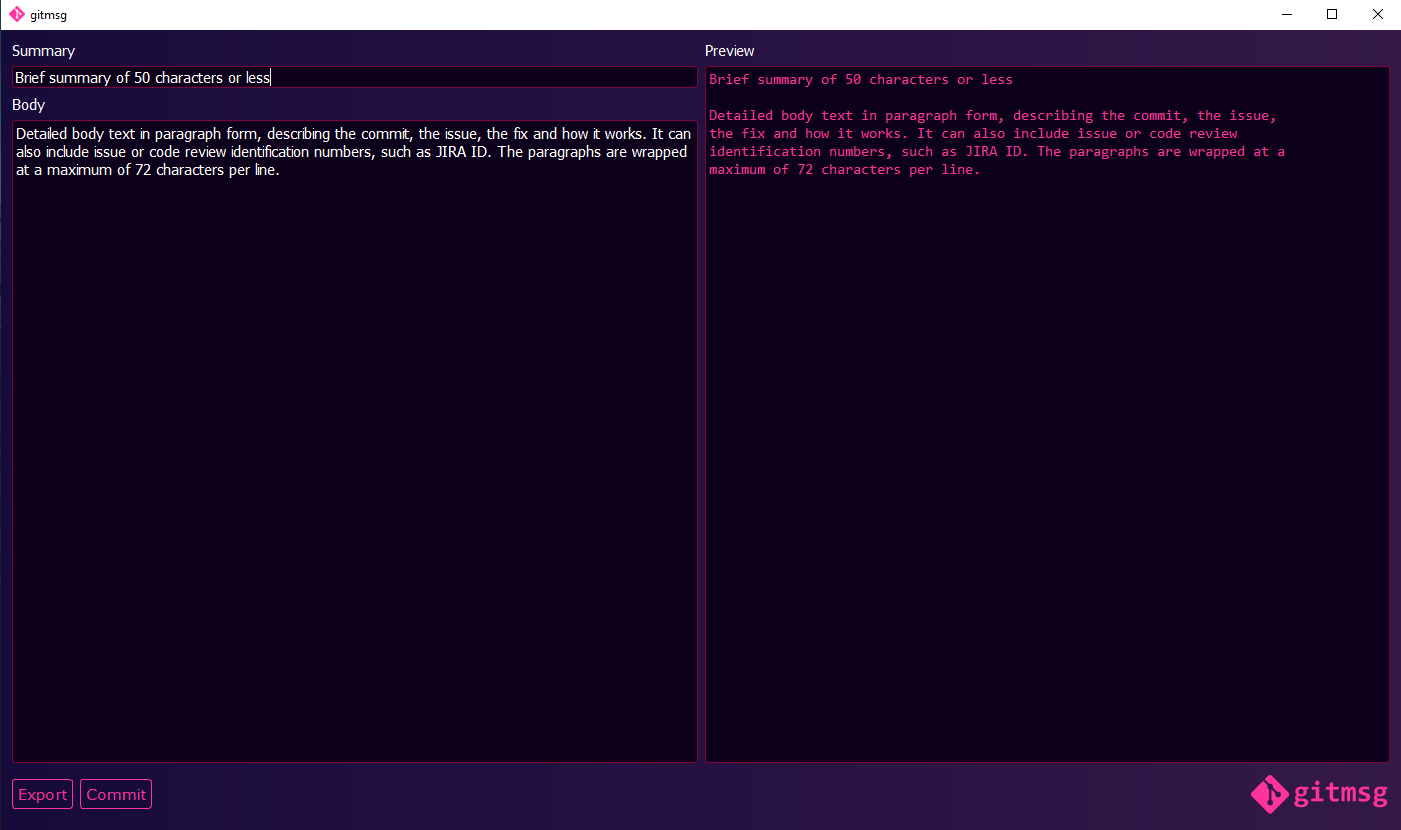 gitmsg
Summary
Brief summary of 50 characters or less
Body
Detailed body text in paragraph form, describing the commit, the issue, the fix and how it works. It can
also include issue or code review identification numbers, such as JIRA ID. The paragraphs are wrapped
at a maximum of 72 characters per line.
Preview
Brief summary of 50 characters or less
Detailed body text in paragraph form, describing the commit, the issue,
the fix and how it works. It can also include issue or code review
identification numbers, such as JIRA ID. The paragraphs are wrapped at a
maximum of 72 characters per line.
Export
Commit
gitmsg